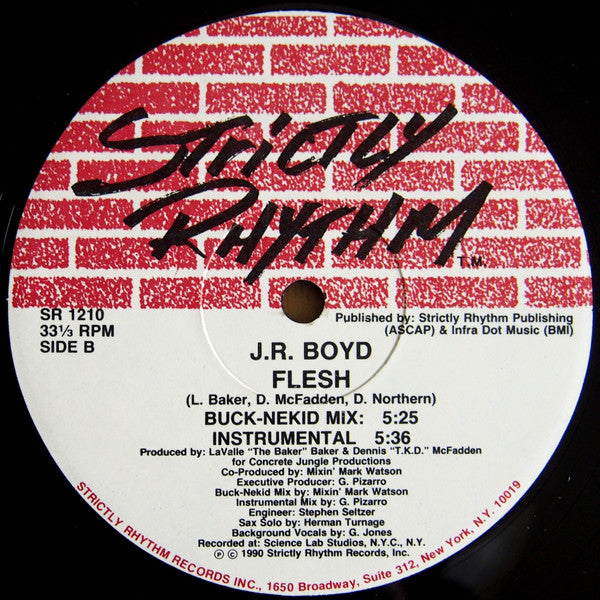 STRICTLY
RHYTHM
T.M.
SR 1210
33⅓ RPM
SIDE B
Published by: Strictly Rhythm Publishing
(ASCAP) & Infra Dot Music (BMI)
J.R. BOYD
FLESH
(L. Baker, D. McFadden, D. Northern)
BUCK-NEKID MIX: 5:25
INSTRUMENTAL 5:36
Produced by: LaValle "The Baker" Baker & Dennis "T.K.D." McFadden
for Concrete Jungle Productions
Co-Produced by: Mixin' Mark Watson
Executive Producer: G. Pizarro
Buck-Nekid Mix by: Mixin' Mark Watson
Instrumental Mix by: G. Pizarro
Engineer: Stephen Seltzer
Sax Solo by: Herman Turnage
Background Vocals by: G. Jones
Recorded at: Science Lab Studios, N.Y.C., N.Y.
℗ © 1990 Strictly Rhythm Records, Inc.
STRICTLY RHYTHM RECORDS INC., 1650 Broadway, Suite 312, New York, N.Y. 10019